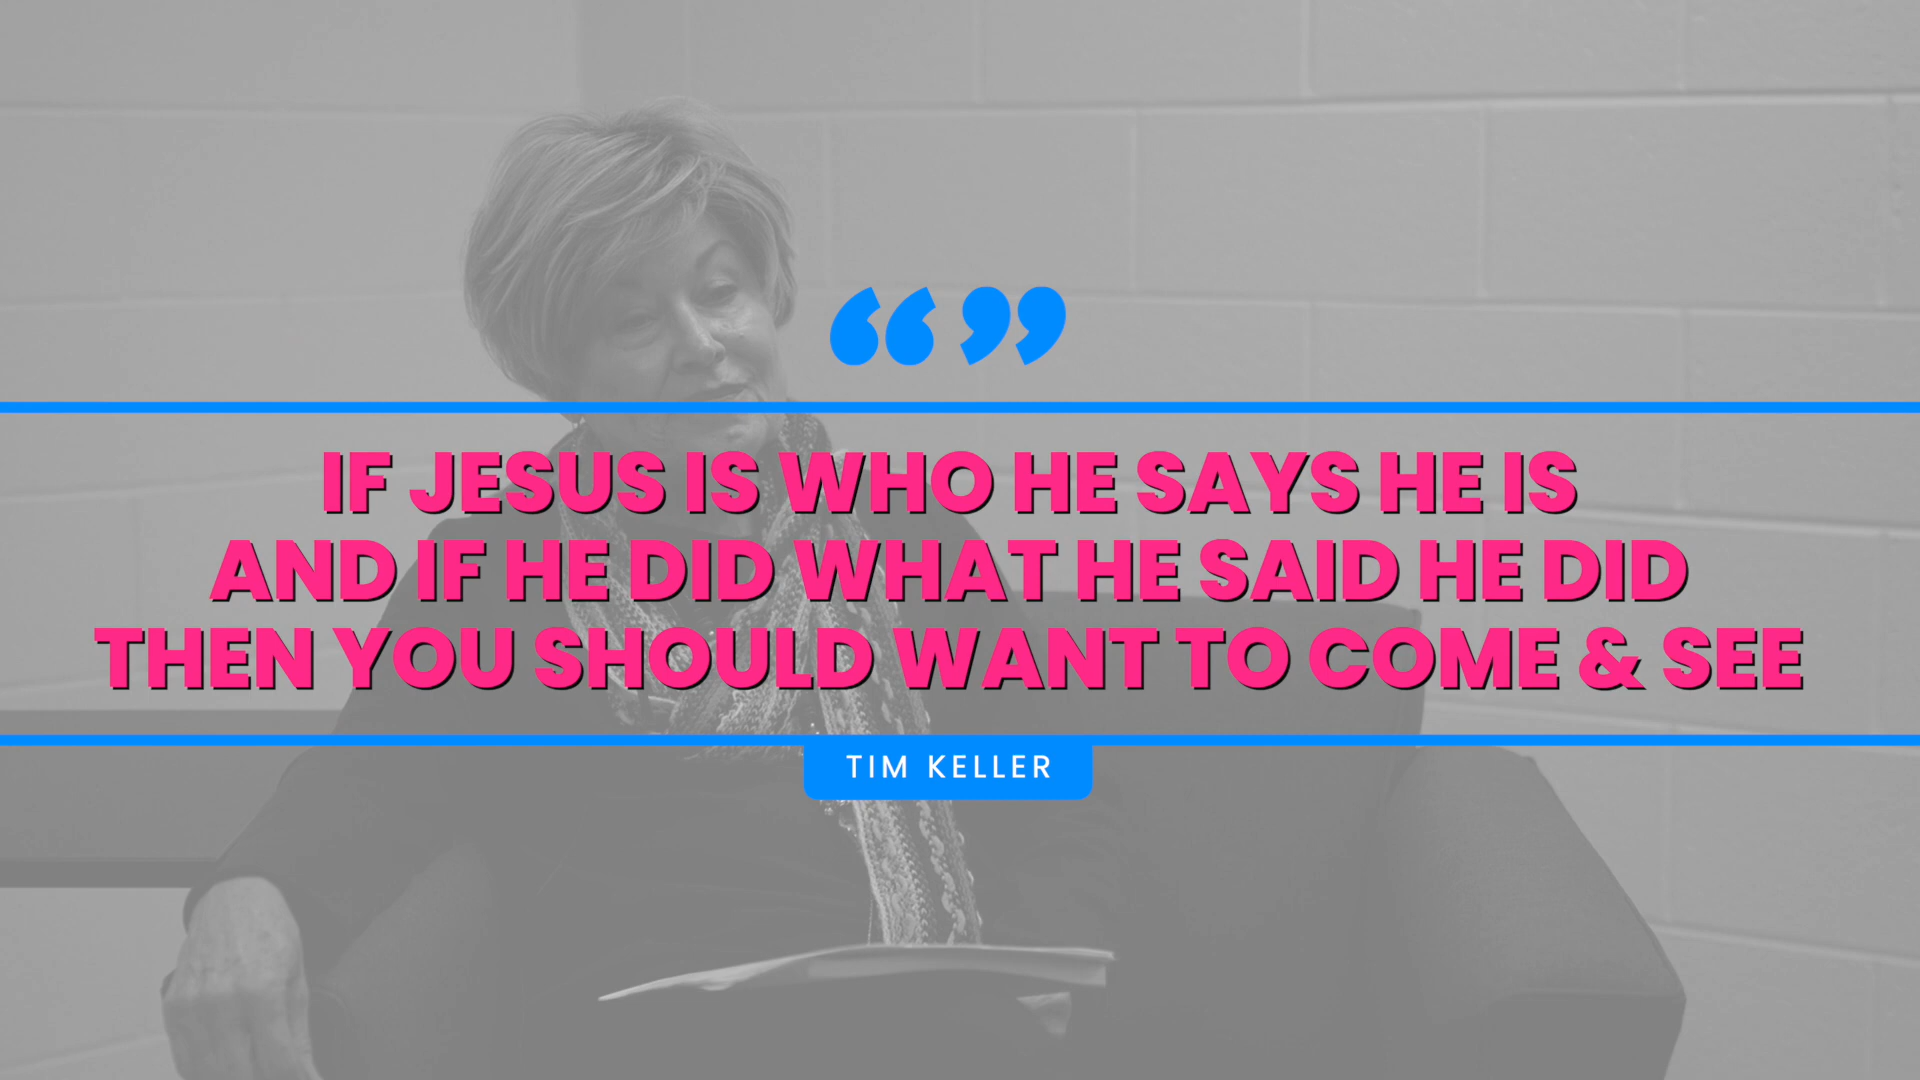 “ ”
IF JESUS IS WHO HE SAYS HE IS
AND IF HE DID WHAT HE SAID HE DID
THEN YOU SHOULD WANT TO COME & SEE
TIM KELLER